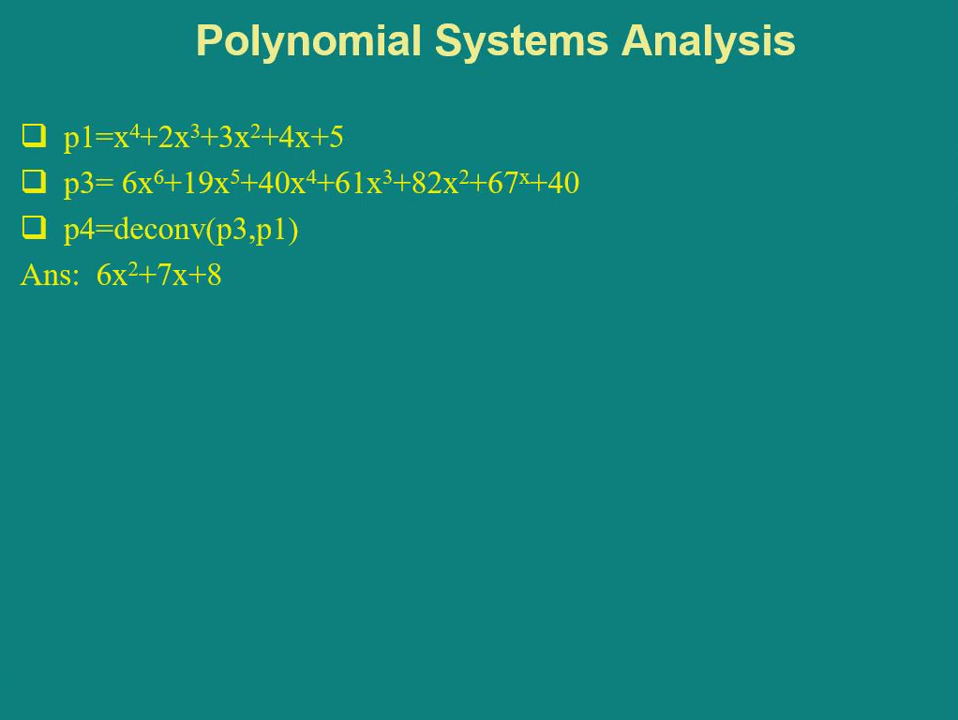 Polynomial Systems Analysis
❑ p1=x⁴+2x³+3x²+4x+5
❑ p3= 6x⁶+19x⁵+40x⁴+61x³+82x²+67ˣ+40
❑ p4=deconv(p3,p1)
Ans: 6x²+7x+8